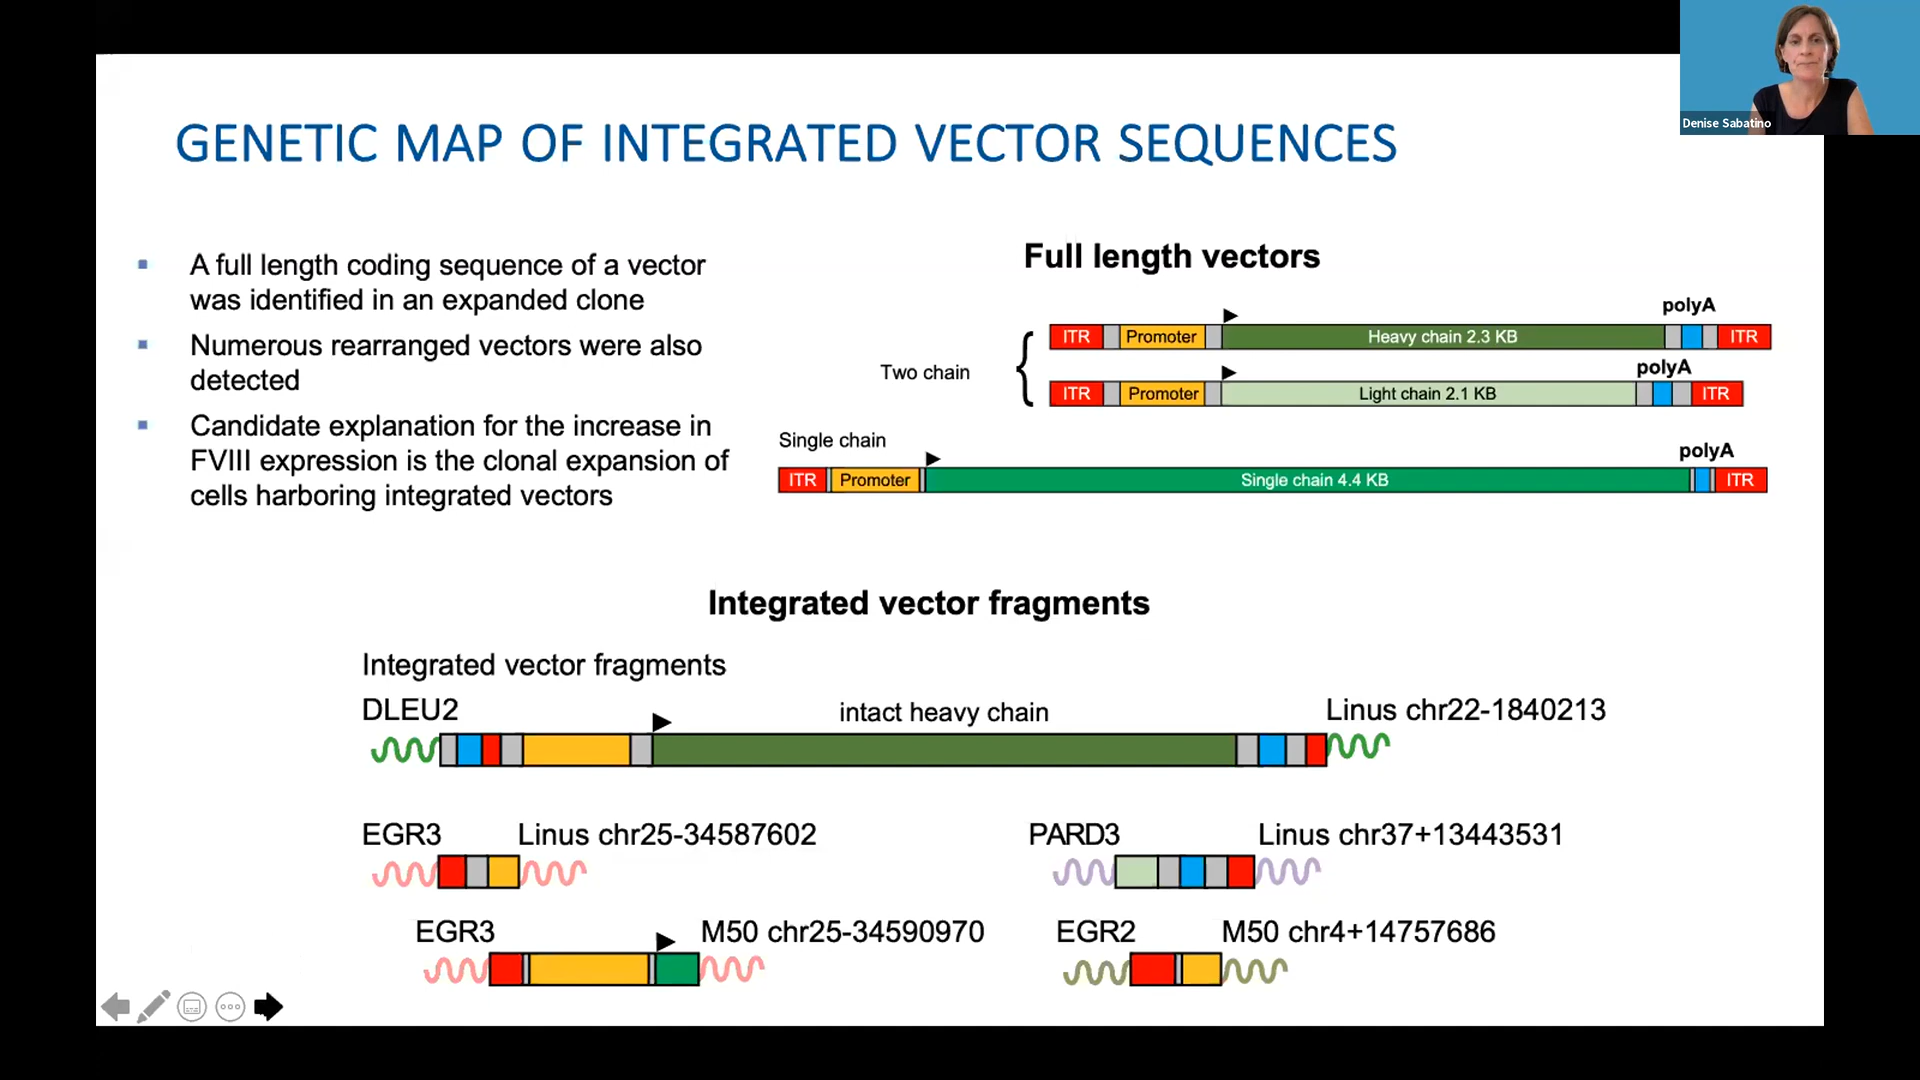 Denise Sabatino
GENETIC MAP OF INTEGRATED VECTOR SEQUENCES
A full length coding sequence of a vector
was identified in an expanded clone
Numerous rearranged vectors were also
detected
Candidate explanation for the increase in
FVIII expression is the clonal expansion of
cells harboring integrated vectors
Full length vectors
polyA
ITR Promoter Heavy chain 2.3 KB ITR
Two chain
polyA
ITR Promoter Light chain 2.1 KB ITR
Single chain
polyA
ITR Promoter Single chain 4.4 KB ITR
Integrated vector fragments
Integrated vector fragments
DLEU2 intact heavy chain Linus chr22-1840213
EGR3 Linus chr25-34587602 PARD3 Linus chr37+13443531
EGR3 M50 chr25-34590970 EGR2 M50 chr4+14757686